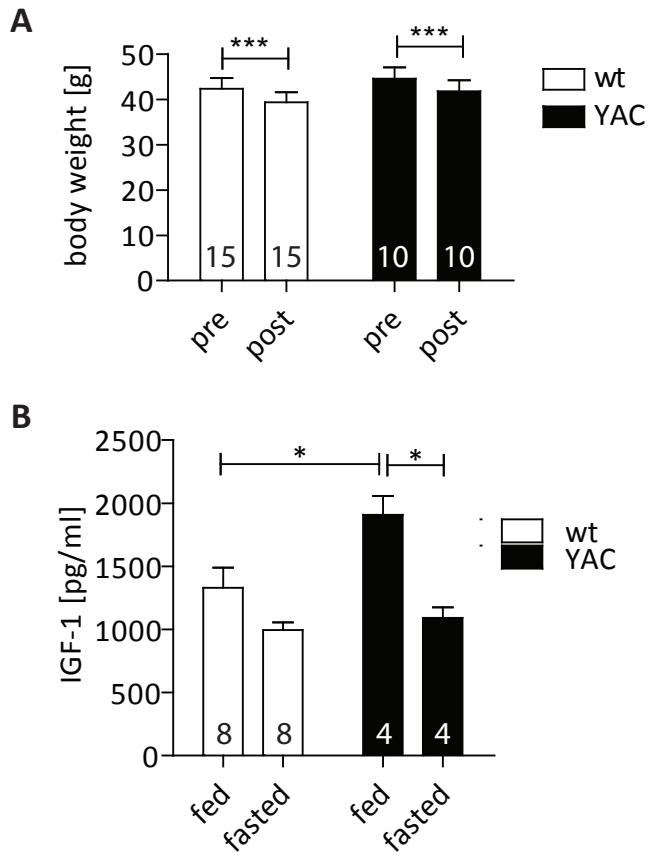 A
body weight [g]
50
40
30
20
10
0
*** ***
15 15 10 10
pre post pre post
wt
YAC
B
IGF-1 [pg/ml]
2500
2000
1500
1000
500
0
* *
8 8 4 4
fed fasted fed fasted
wt
YAC